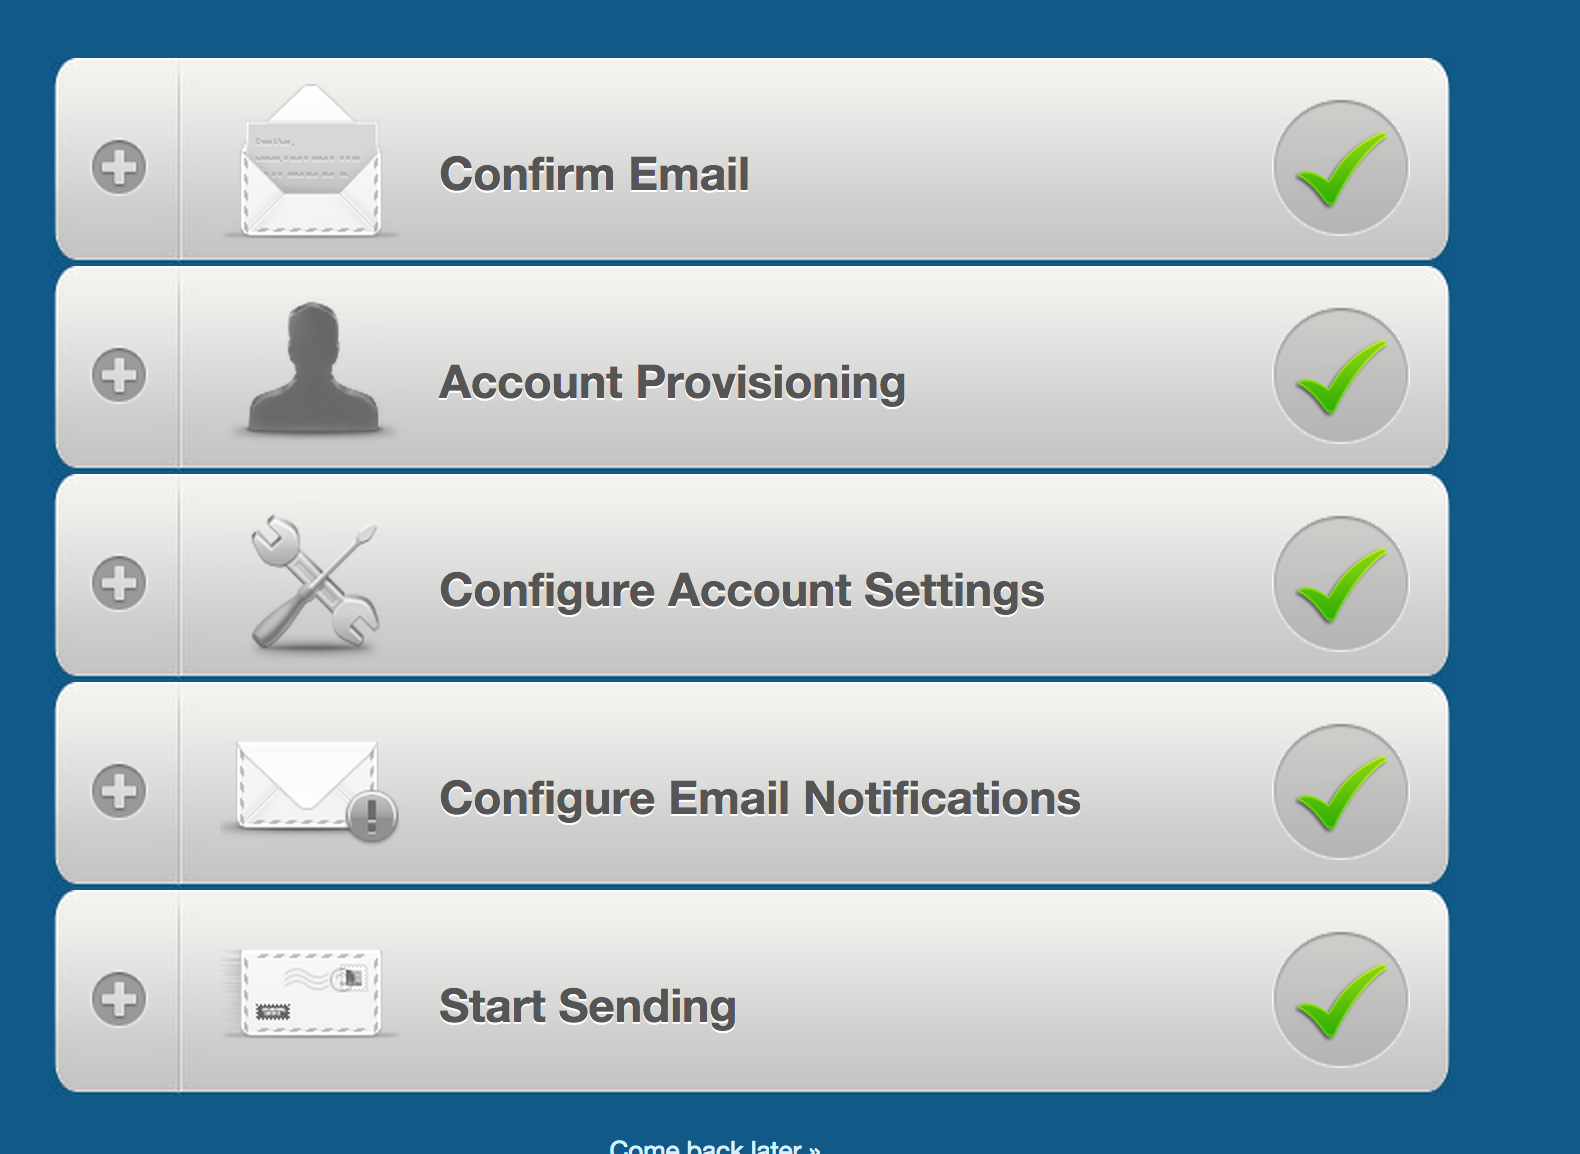 Confirm Email
Account Provisioning
Configure Account Settings
Configure Email Notifications
Start Sending
Come back later »